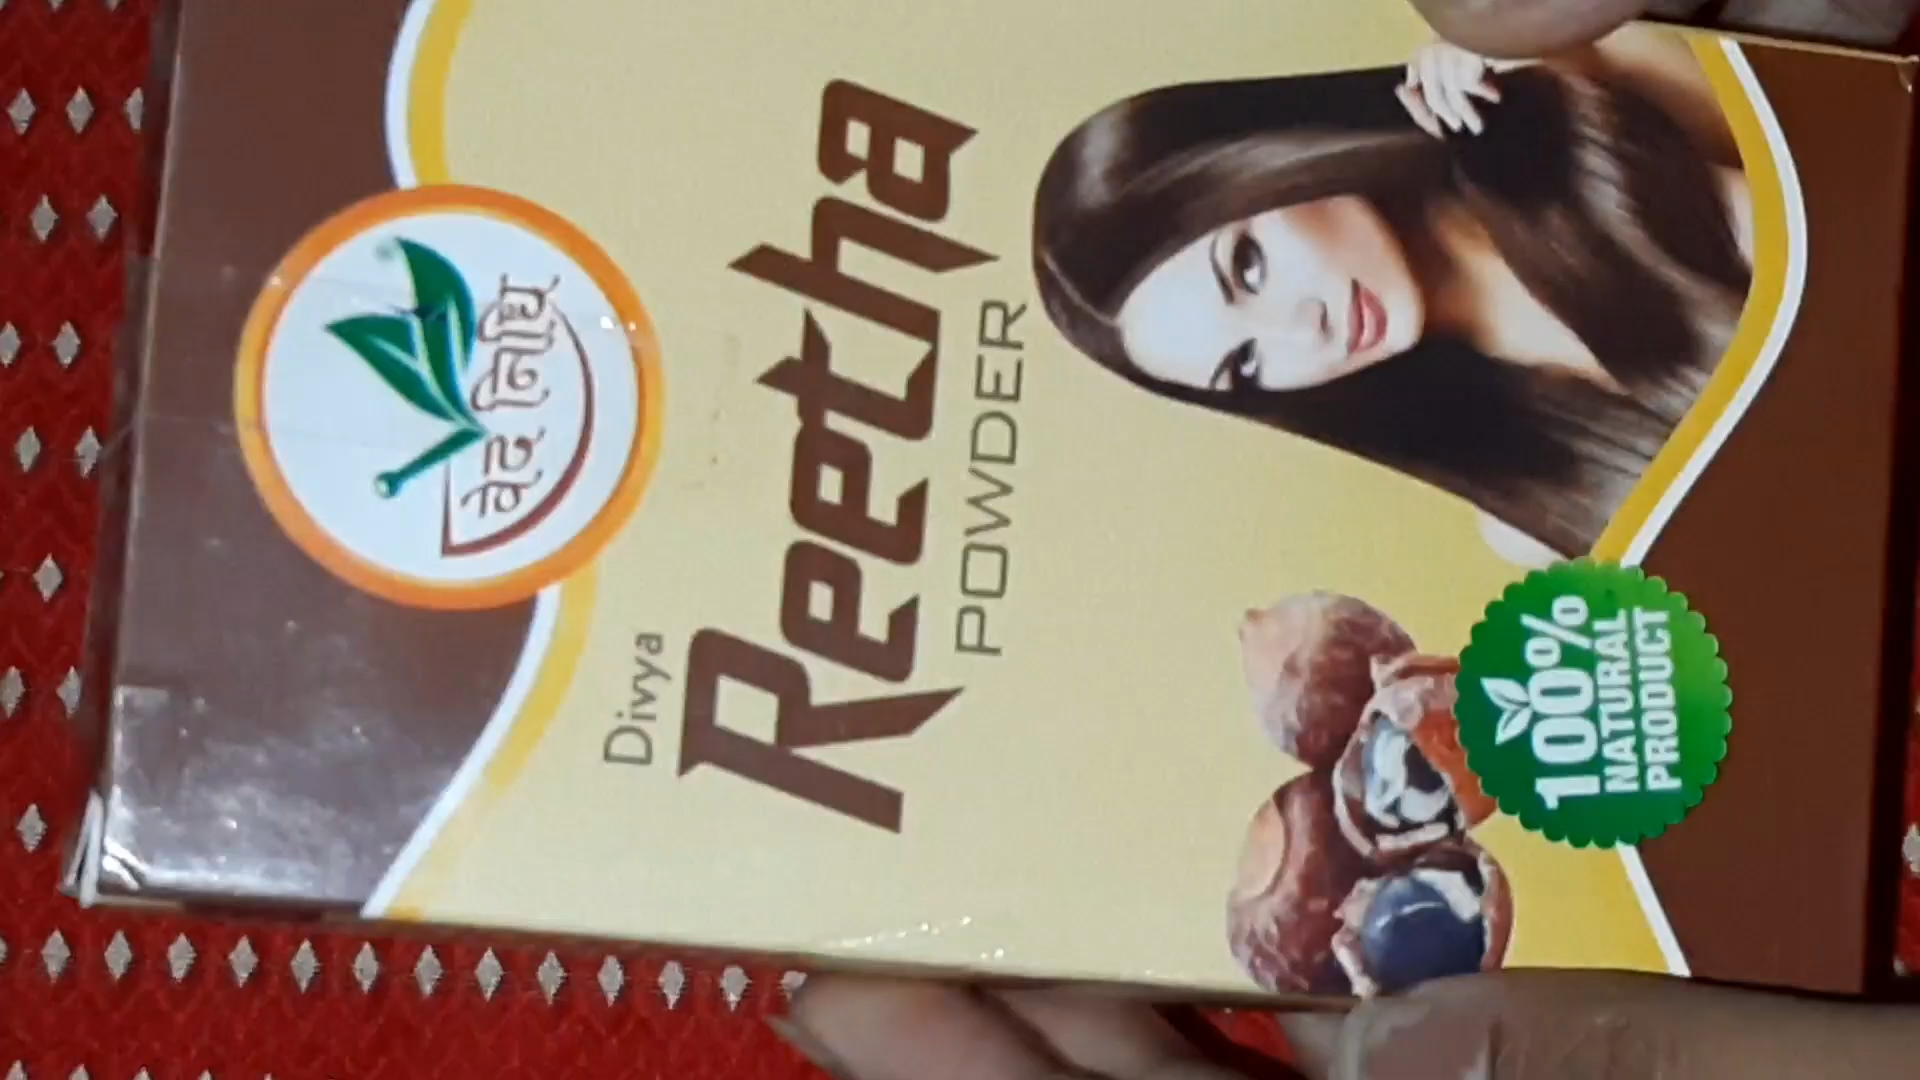 वेद निधि
Divya
Reetha
POWDER
100%
NATURAL
PRODUCT